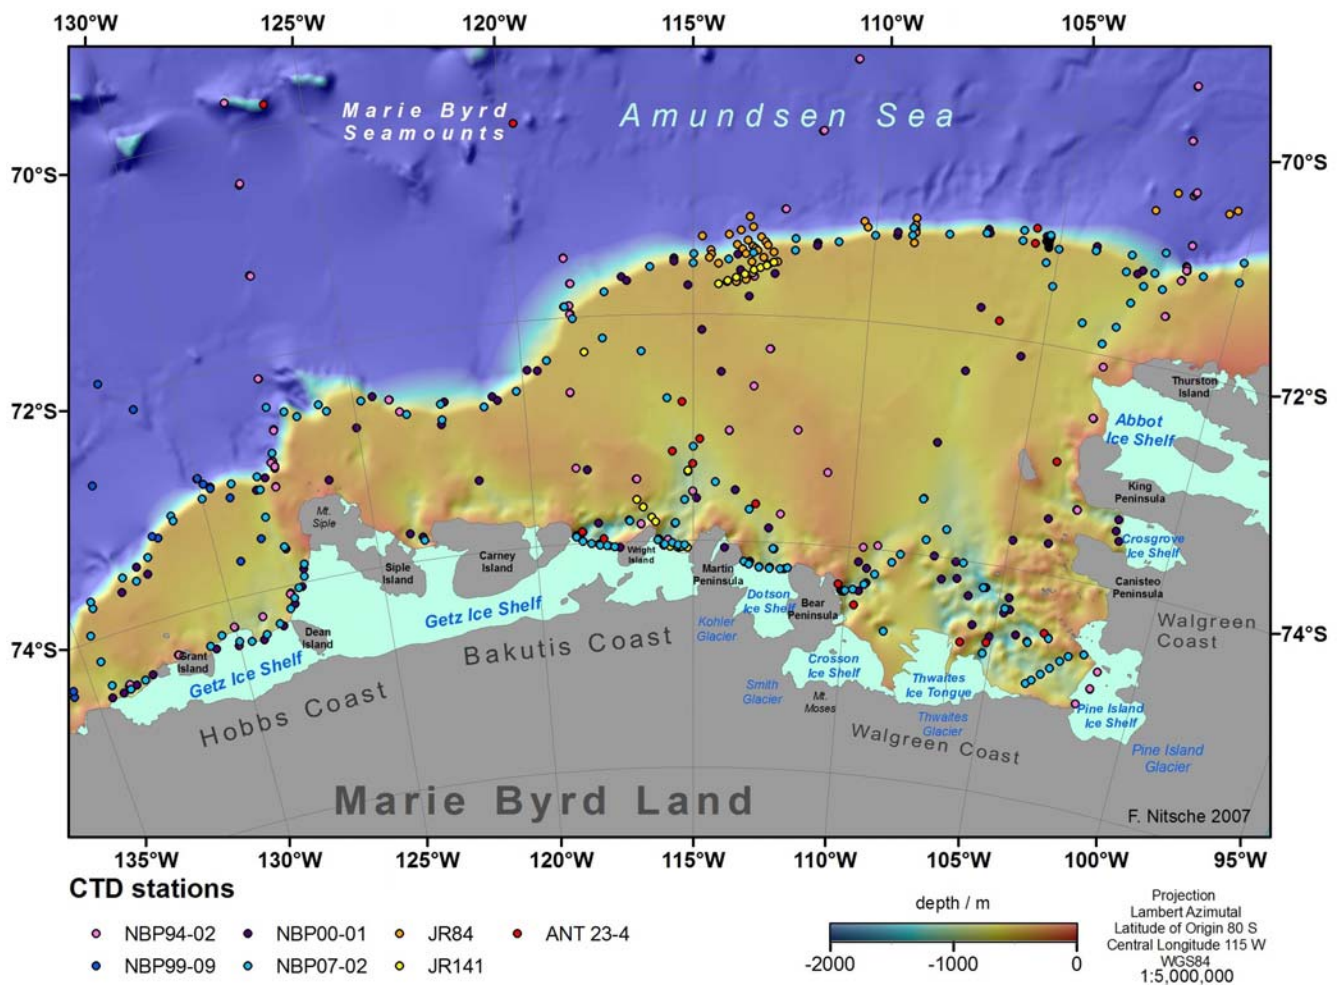 130°W 125°W 120°W 115°W 110°W 105°W
Marie Byrd
Seamounts
Amundsen Sea
70°S 70°S
72°S 72°S
Thurston
Island
Abbot
Ice Shelf
King
Peninsula
Mt.
Siple
Crosgrove
Ice Shelf
Siple
Island
Carney
Island
Wright
Island
Martin
Peninsula
Canisteo
Peninsula
Dotson
Ice Shelf
Bear
Peninsula
Getz Ice Shelf
Kohler
Glacier
Walgreen
Coast
74°S 74°S
Dean
Island
Grant
Island
Bakutis Coast
Getz Ice Shelf
Crosson
Ice Shelf
Thwaites
Ice Tongue
Smith
Glacier
Mt.
Moses
Pine Island
Ice Shelf
Hobbs Coast
Thwaites
Glacier
Walgreen Coast
Pine Island
Glacier
Marie Byrd Land
F. Nitsche 2007
135°W 130°W 125°W 120°W 115°W 110°W 105°W 100°W 95°W
CTD stations
NBP94-02 NBP00-01 JR84 ANT 23-4
NBP99-09 NBP07-02 JR141
depth / m
-2000 -1000 0
Projection
Lambert Azimutal
Latitude of Origin 80 S
Central Longitude 115 W
WGS84
1:5,000,000